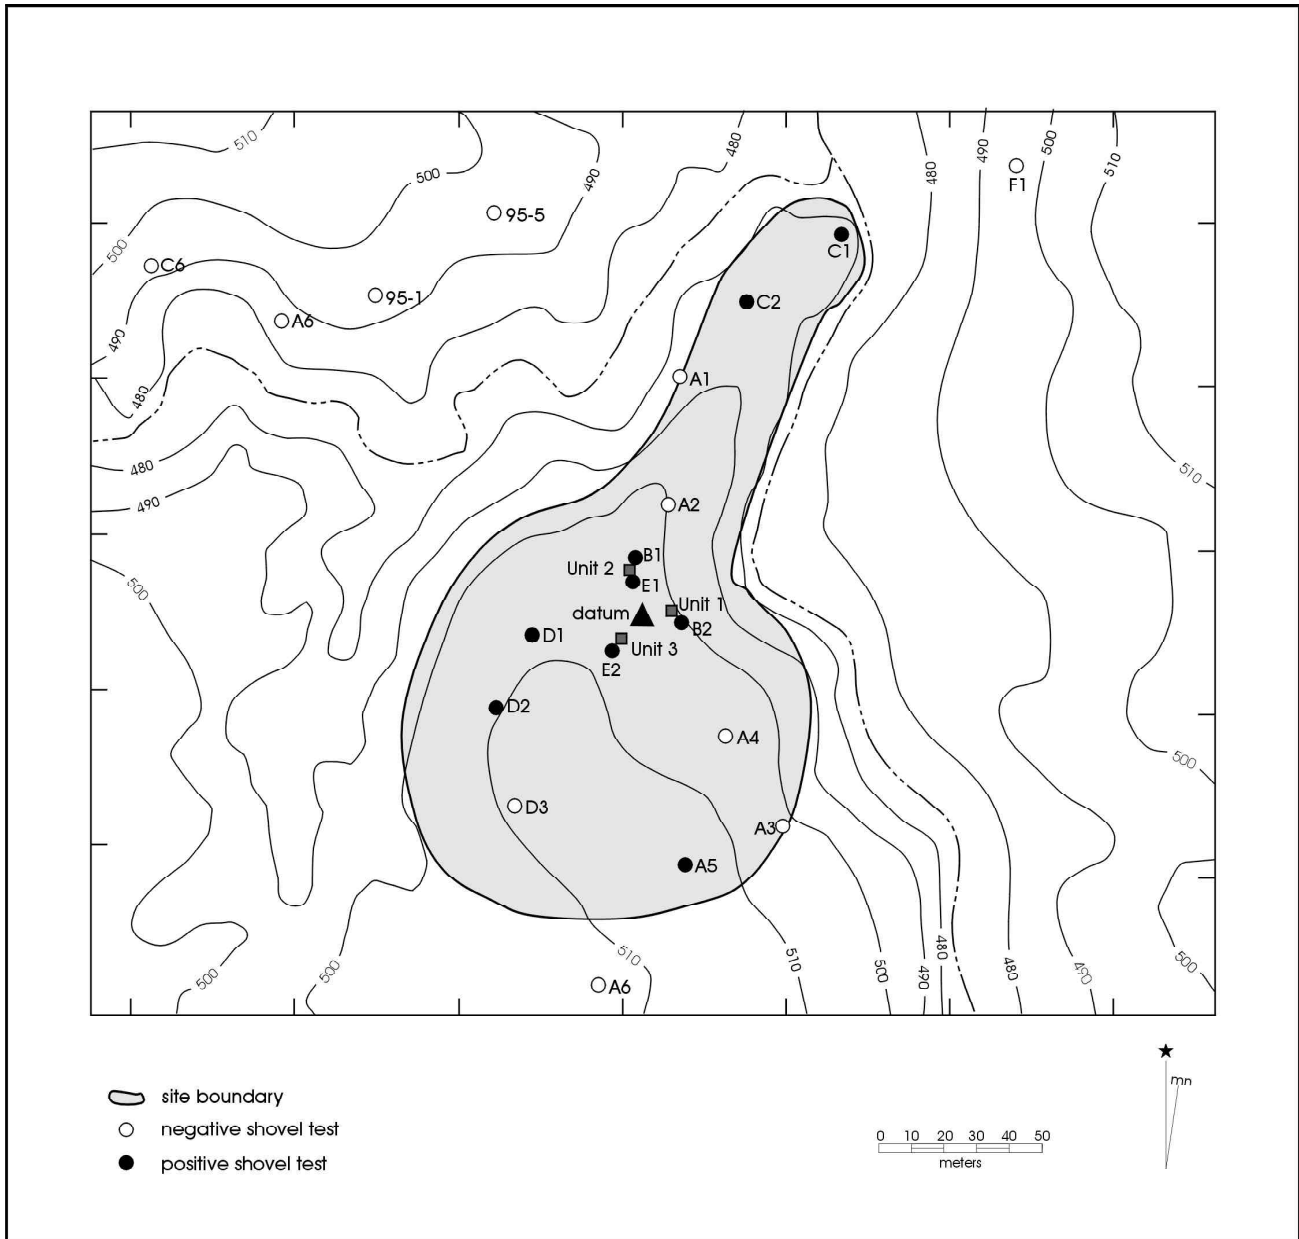 510
480
490
500
510
500
490
480
F1
95-5
500
C6
C1
95-1
C2
A6
490
A1
480
510
480
490
A2
B1
Unit 2
E1
500
Unit 1
datum
B2
D1
Unit 3
E2
D2
A4
500
D3
A3
A5
480
510
510
500
490
480
490
500
500
500
A6
mn
site boundary
negative shovel test
positive shovel test
0 10 20 30 40 50
meters